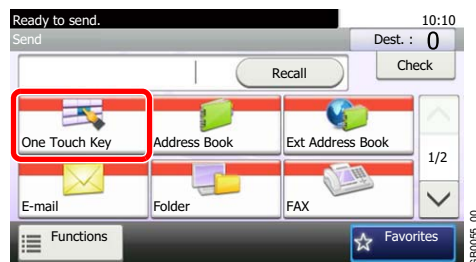 Ready to send.
10:10
Send
Dest. : 0
Recall
Check
One Touch Key
Address Book
Ext Address Book
1/2
E-mail
Folder
FAX
Functions
Favorites